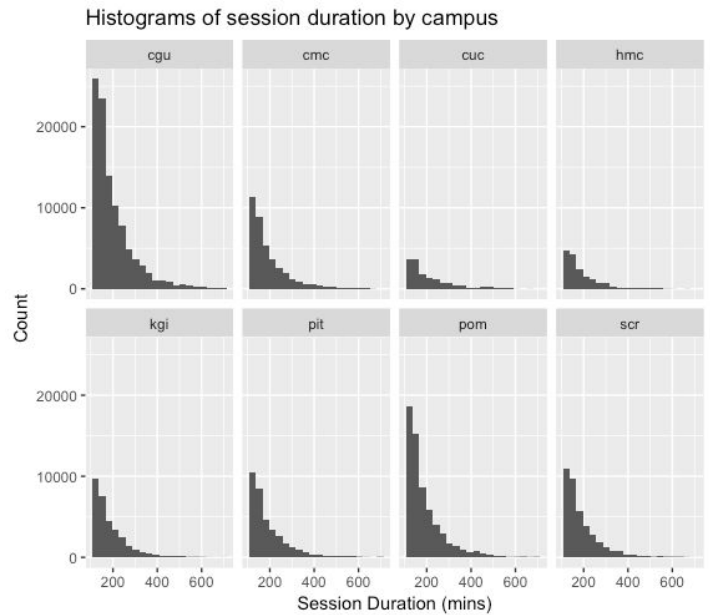 Histograms of session duration by campus
cgu cmc cuc hmc
20000
10000
0
kgi pit pom scr
20000
10000
0
200 400 600 200 400 600 200 400 600 200 400 600
Count
Session Duration (mins)